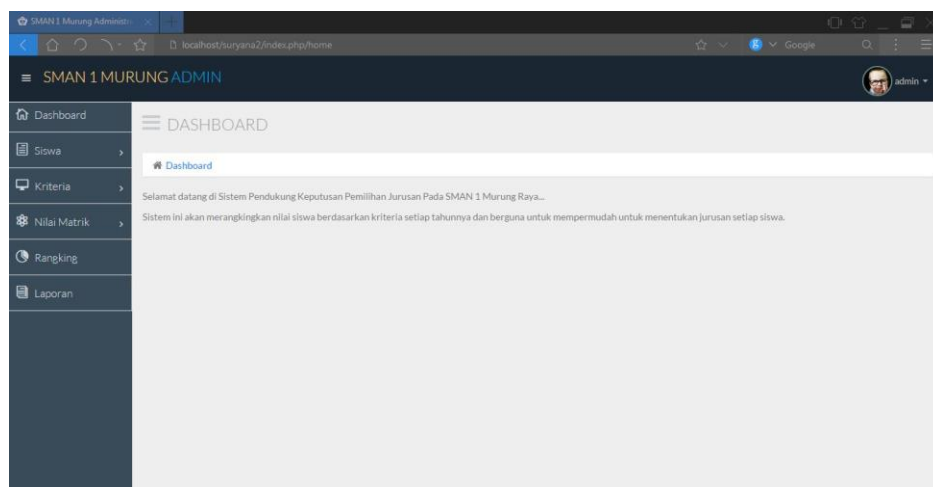 SMAN 1 Murung Administr
localhost/suryana2/index.php/home
Google
SMAN 1 MURUNG ADMIN
admin
Dashboard
Siswa
Kriteria
Nilai Matrik
Rangking
Laporan
DASHBOARD
Dashboard
Selamat datang di Sistem Pendukung Keputusan Pemilihan Jurusan Pada SMAN 1 Murung Raya...
Sistem ini akan merangkingkan nilai siswa berdasarkan kriteria setiap tahunnya dan berguna untuk mempermudah untuk menentukan jurusan setiap siswa.